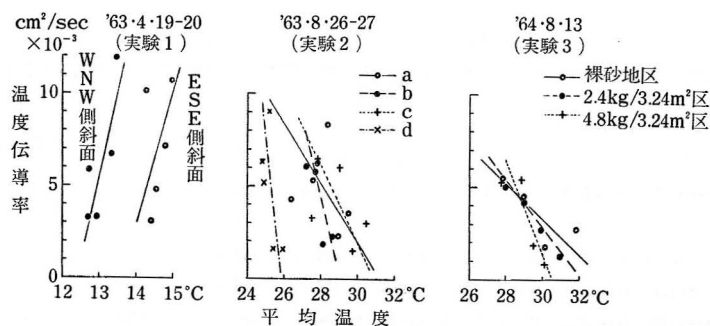 cm²/sec
×10⁻³
'63・4・19-20
(実験1)
'63・8・26-27
(実験2)
'64・8・13
(実験3)
温度伝導率
10
5
0
WNW側斜面
ESE側斜面
12 13 14 15℃
a
b
c
d
24 26 28 30 32℃
平均温度
裸砂地区
2.4kg/3.24m²区
4.8kg/3.24m²区
26 28 30 32℃